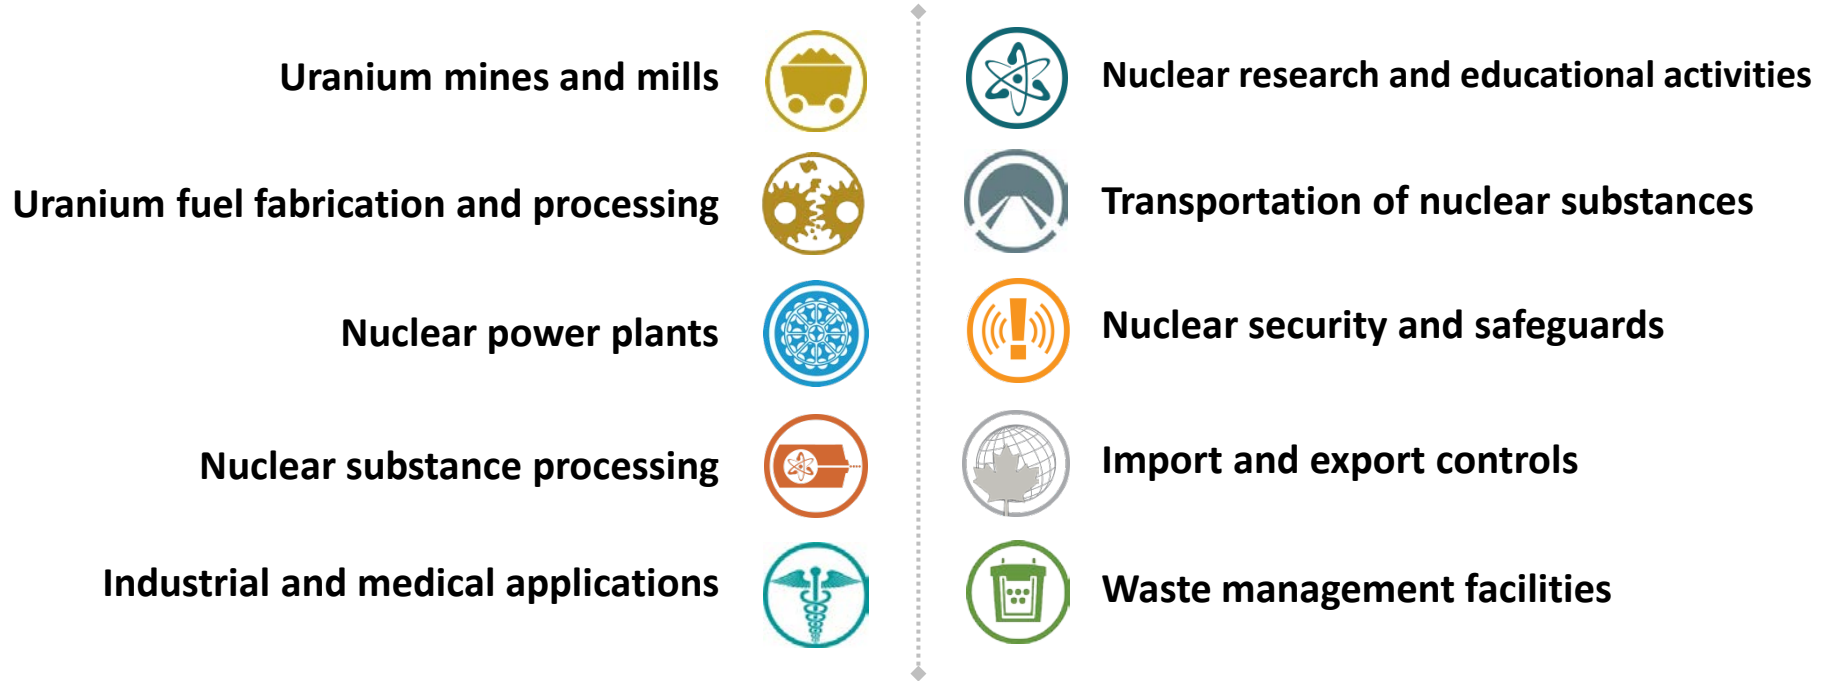 Uranium mines and mills
Uranium fuel fabrication and processing
Nuclear power plants
Nuclear substance processing
Industrial and medical applications
Nuclear research and educational activities
Transportation of nuclear substances
Nuclear security and safeguards
Import and export controls
Waste management facilities